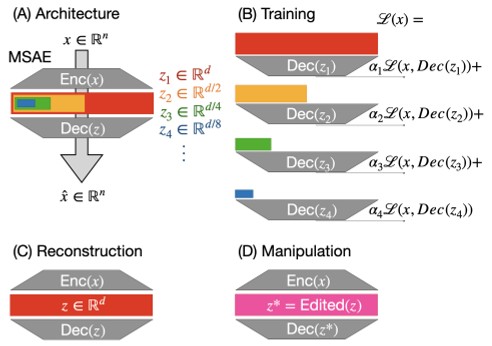 (A) Architecture
x ∈ ℝⁿ
MSAE
Enc(x)
z₁ ∈ ℝᵈ
z₂ ∈ ℝᵈ/²
z₃ ∈ ℝᵈ/⁴
z₄ ∈ ℝᵈ/⁸
⋮
Dec(z)
x̂ ∈ ℝⁿ
(B) Training
ℒ(x) =
Dec(z₁)
α₁ℒ(x, Dec(z₁))+
Dec(z₂)
α₂ℒ(x, Dec(z₂))+
Dec(z₃)
α₃ℒ(x, Dec(z₃))+
Dec(z₄)
α₄ℒ(x, Dec(z₄))
(C) Reconstruction
Enc(x)
z ∈ ℝᵈ
Dec(z)
(D) Manipulation
Enc(x)
z* = Edited(z)
Dec(z*)